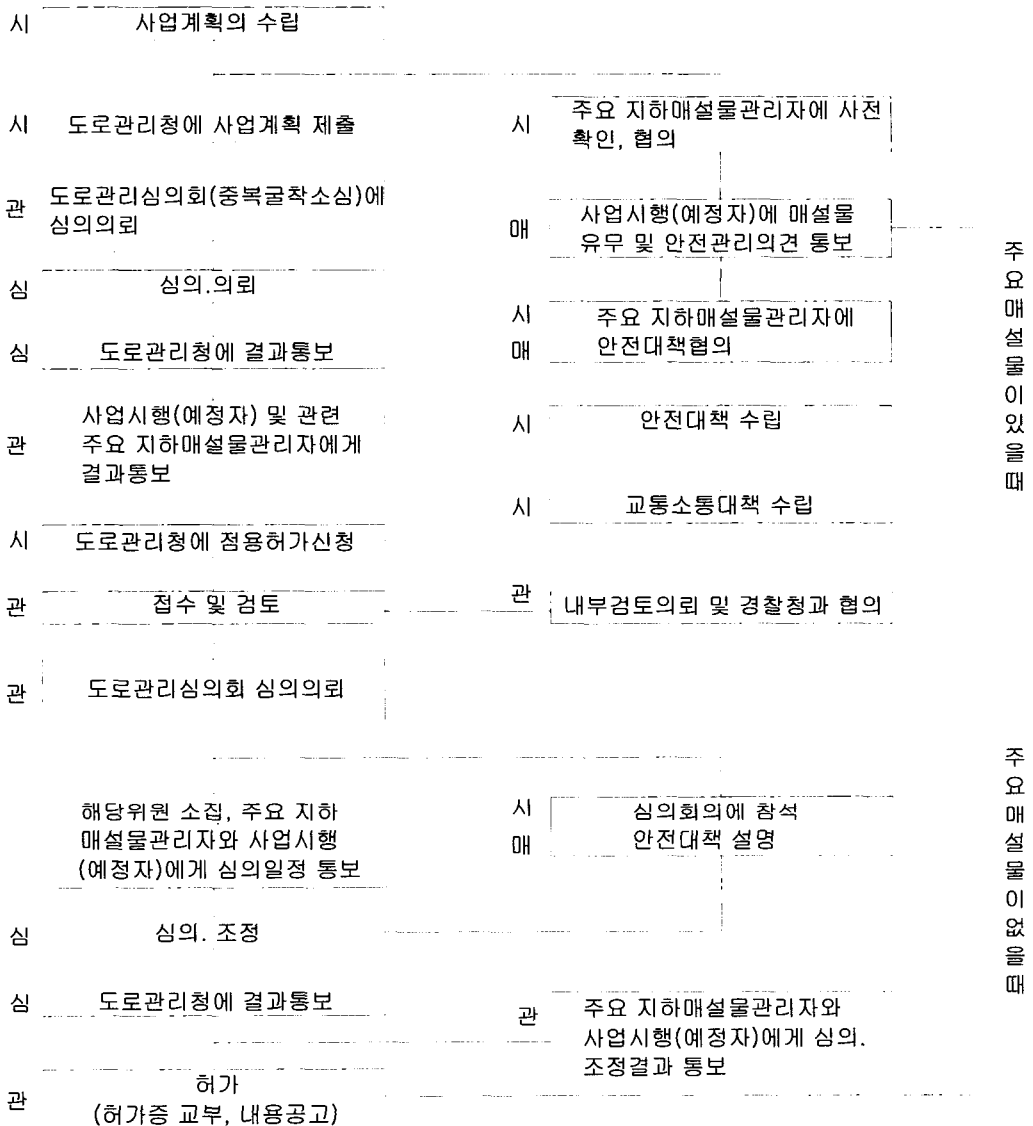 시 사업계획의 수립
시 도로관리청에 사업계획 제출
시 주요 지하매설물관리자에 사전
확인, 협의
관 도로관리심의회(중복굴착소심)에
심의의뢰
매 사업시행(예정자)에 매설물
유무 및 안전관리의견 통보
심 심의.의뢰
시 주요 지하매설물관리자에
매 안전대책협의
심 도로관리청에 결과통보
관 사업시행(예정자) 및 관련
주요 지하매설물관리자에게
결과통보
시 안전대책 수립
시 교통소통대책 수립
주요매설물이있을때
시 도로관리청에 점용허가신청
관 접수 및 검토
관 내부검토의뢰 및 경찰청과 협의
관 도로관리심의회 심의의뢰
해당위원 소집, 주요 지하
매설물관리자와 사업시행
(예정자)에게 심의일정 통보
시 심의회의에 참석
매 안전대책 설명
주요매설물이없을때
심 심의. 조정
심 도로관리청에 결과통보
관 주요 지하매설물관리자와
사업시행(예정자)에게 심의.
조정결과 통보
관 허가
(허가증 교부, 내용공고)